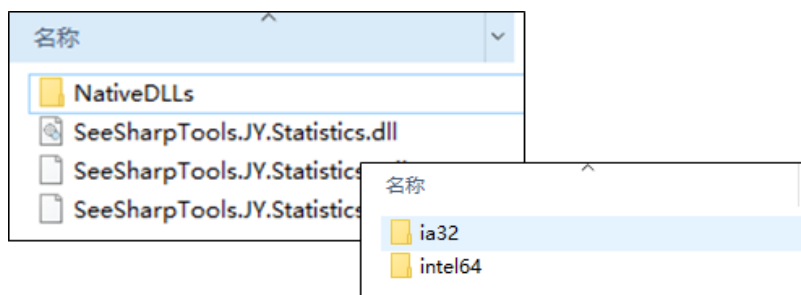 名称
NativeDLLs
SeeSharpTools.JY.Statistics.dll
SeeSharpTools.JY.Statistics
SeeSharpTools.JY.Statistics
名称
ia32
intel64